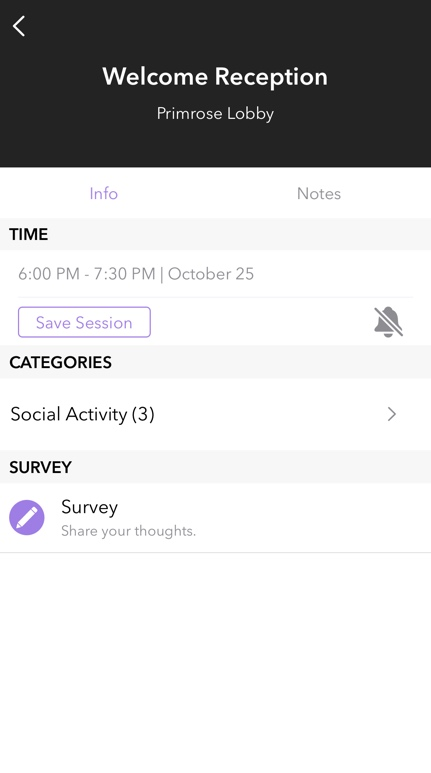 Welcome Reception
Primrose Lobby
Info Notes
TIME
6:00 PM - 7:30 PM | October 25
Save Session
CATEGORIES
Social Activity (3)
SURVEY
Survey
Share your thoughts.